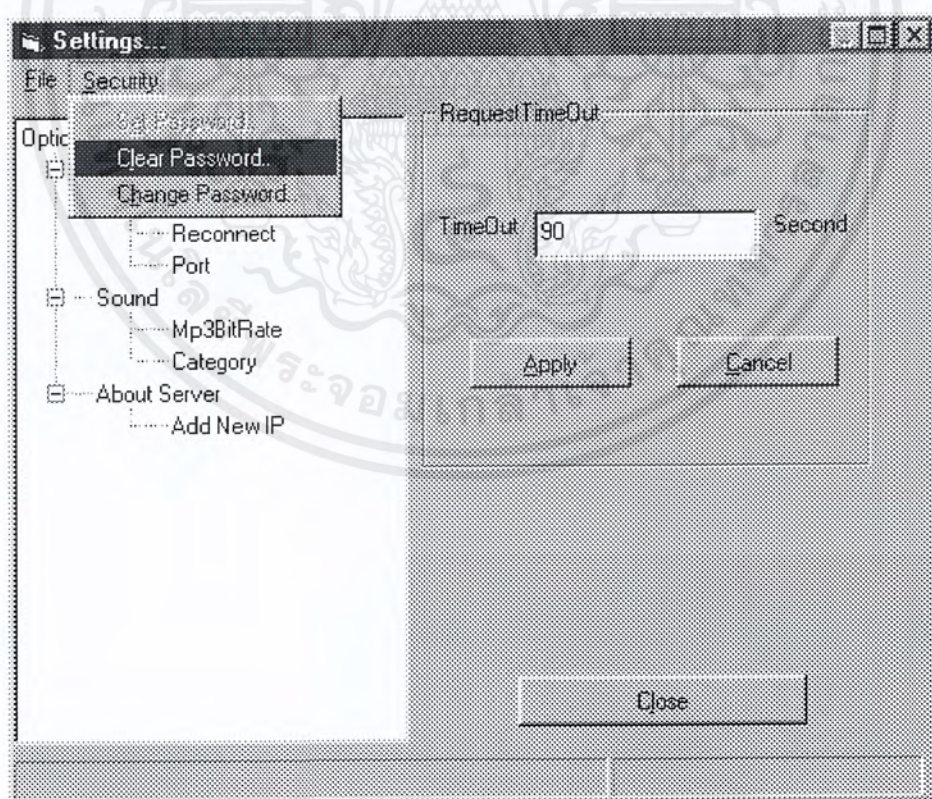 Settings...
File Security
Set Password..
Clear Password..
Change Password..
Optio
Reconnect
Port
Sound
Mp3BitRate
Category
About Server
Add New IP
RequestTimeOut
TimeOut 90 Second
Apply Cancel
Close